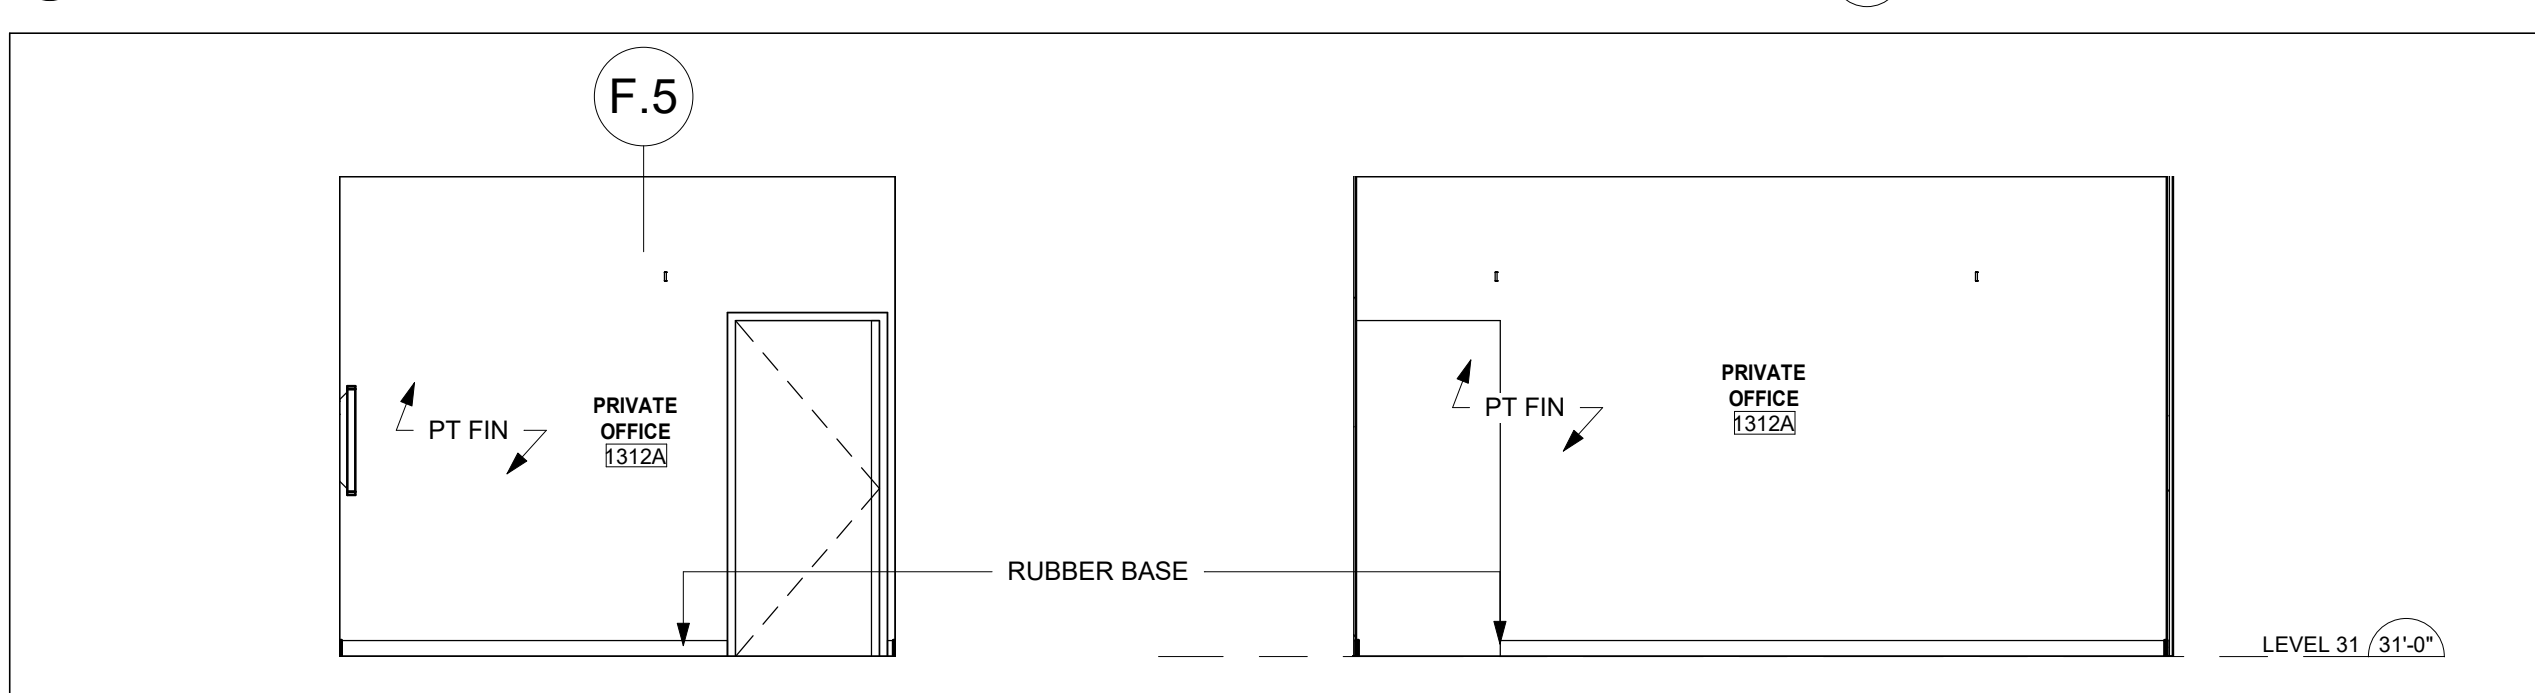 F.5
PT FIN
PRIVATE
OFFICE
1312A
PT FIN
PRIVATE
OFFICE
1312A
RUBBER BASE
LEVEL 31 31'-0"